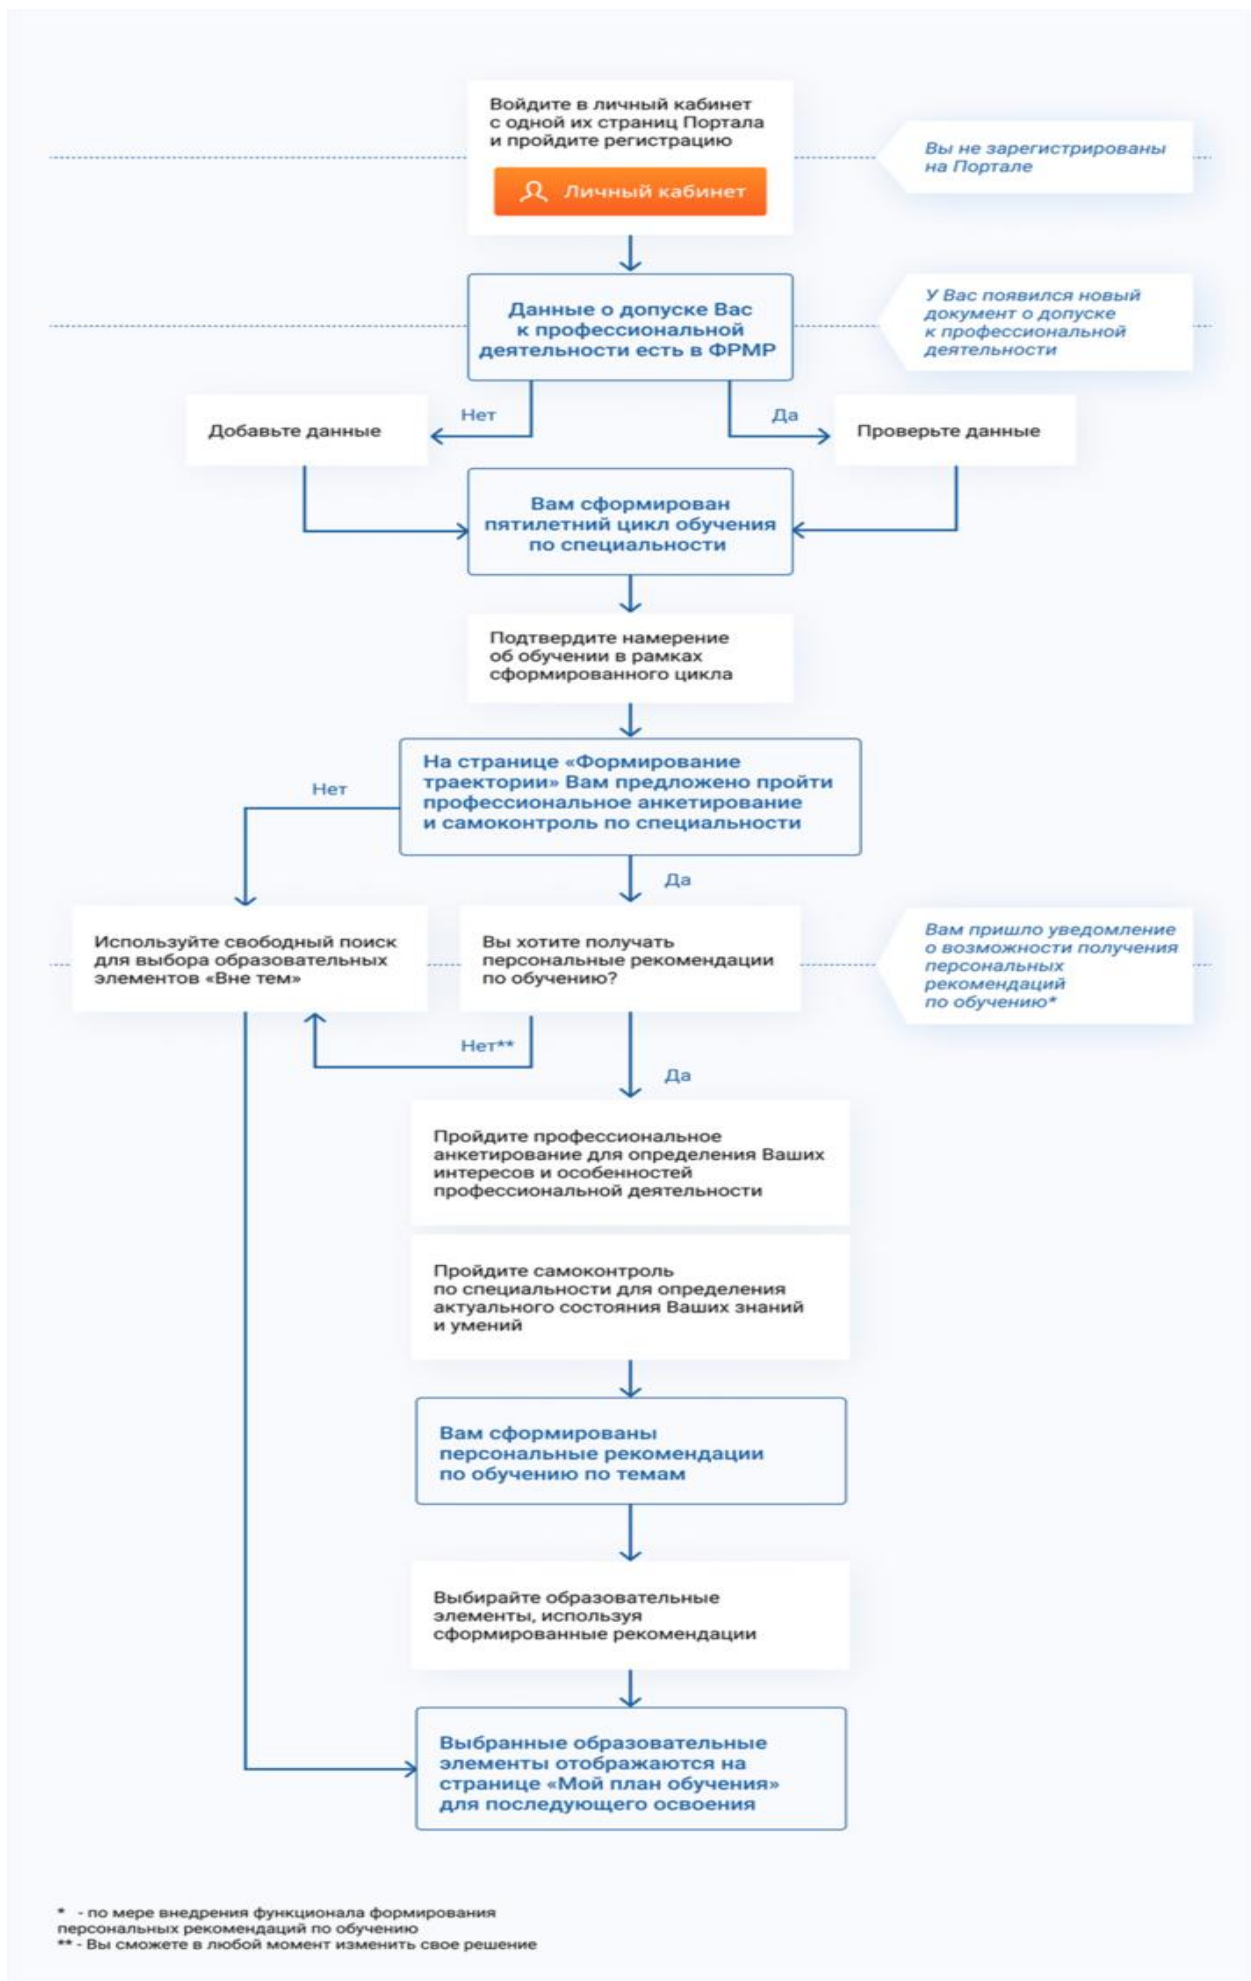 Войдите в личный кабинет
с одной их страниц Портала
и пройдите регистрацию
Личный кабинет
Вы не зарегистрированы
на Портале
Данные о допуске Вас
к профессиональной
деятельности есть в ФРМР
У Вас появился новый
документ о допуске
к профессиональной
деятельности
Нет
Да
Добавьте данные
Проверьте данные
Вам сформирован
пятилетний цикл обучения
по специальности
Подтвердите намерение
об обучении в рамках
сформированного цикла
На странице «Формирование
траектории» Вам предложено пройти
профессиональное анкетирование
и самоконтроль по специальности
Нет
Да
Используйте свободный поиск
для выбора образовательных
элементов «Вне тем»
Вы хотите получать
персональные рекомендации
по обучению?
Вам пришло уведомление
о возможности получения
персональных
рекомендаций
по обучению*
Нет**
Да
Пройдите профессиональное
анкетирование для определения Ваших
интересов и особенностей
профессиональной деятельности
Пройдите самоконтроль
по специальности для определения
актуального состояния Ваших знаний
и умений
Вам сформированы
персональные рекомендации
по обучению по темам
Выбирайте образовательные
элементы, используя
сформированные рекомендации
Выбранные образовательные
элементы отображаются на
странице «Мой план обучения»
для последующего освоения
* - по мере внедрения функционала формирования
персональных рекомендаций по обучению
** - Вы сможете в любой момент изменить свое решение